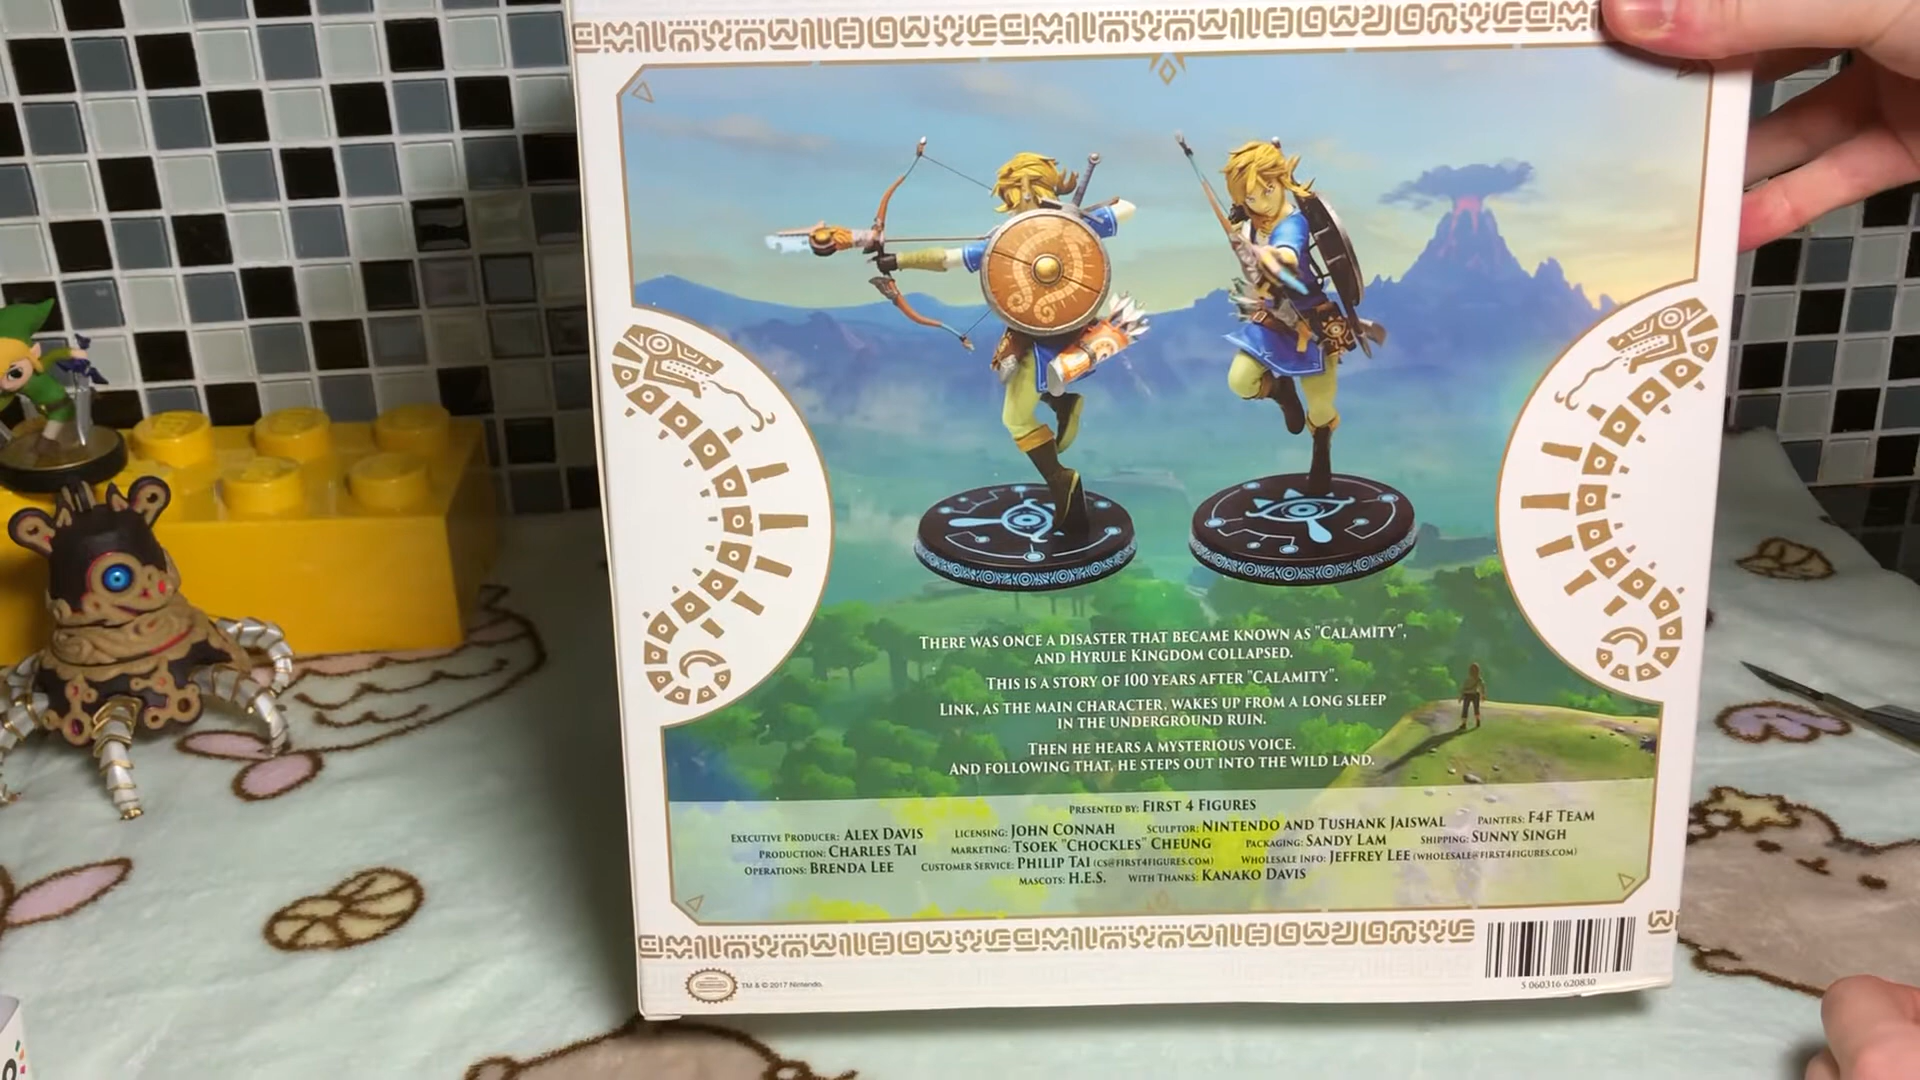 THERE WAS ONCE A DISASTER THAT BECAME KNOWN AS "CALAMITY",
AND HYRULE KINGDOM COLLAPSED.
THIS IS A STORY OF 100 YEARS AFTER "CALAMITY".
LINK, AS THE MAIN CHARACTER, WAKES UP FROM A LONG SLEEP
IN THE UNDERGROUND RUIN.
THEN HE HEARS A MYSTERIOUS VOICE.
AND FOLLOWING THAT, HE STEPS OUT INTO THE WILD LAND.
PRESENTED BY: FIRST 4 FIGURES
EXECUTIVE PRODUCER: ALEX DAVIS LICENSING: JOHN CONNAH SCULPTOR: NINTENDO AND TUSHANK JAISWAL PAINTERS: F4F TEAM
PRODUCTION: CHARLES TAI MARKETING: TSOEK "CHOCKLES" CHEUNG PACKAGING: SANDY LAM SHIPPING: SUNNY SINGH
OPERATIONS: BRENDA LEE CUSTOMER SERVICE: PHILIP TAI (CS@FIRST4FIGURES.COM) WHOLESALE INFO: JEFFREY LEE (WHOLESALE@FIRST4FIGURES.COM)
MASCOTS: H.E.S. WITH THANKS: KANAKO DAVIS
TM & © 2017 Nintendo.
5 060316 620830